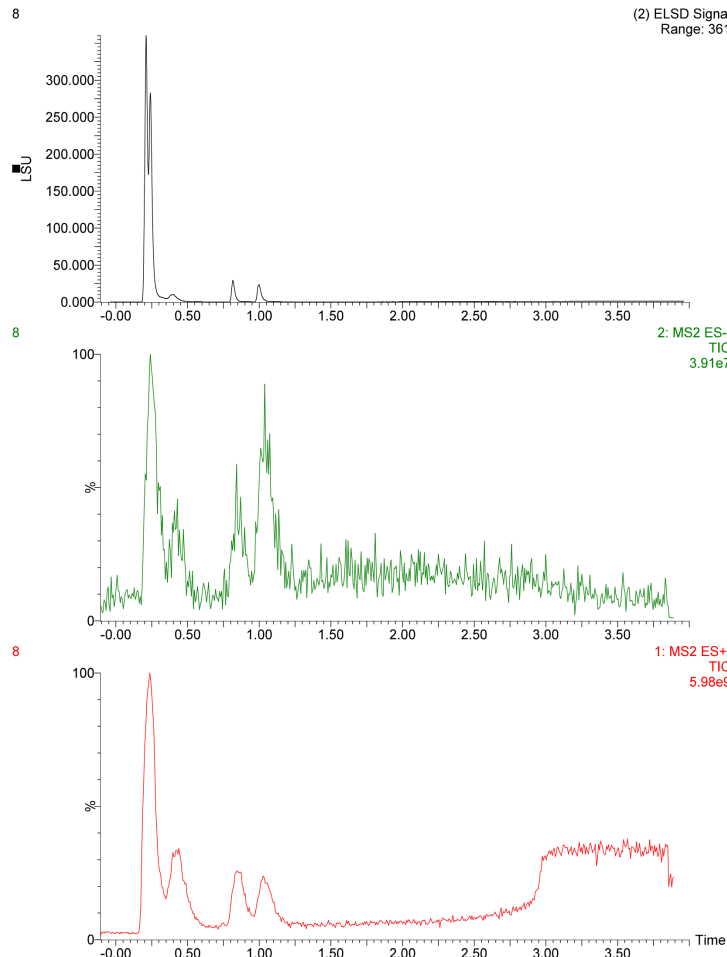 8
(2) ELSD Signa
Range: 361
LSU
300.000
250.000
200.000
150.000
100.000
50.000
0.000
-0.00 0.50 1.00 1.50 2.00 2.50 3.00 3.50
8
2: MS2 ES-
TIC
3.91e7
100
%
0
-0.00 0.50 1.00 1.50 2.00 2.50 3.00 3.50
8
1: MS2 ES+
TIC
5.98e9
100
%
0
-0.00 0.50 1.00 1.50 2.00 2.50 3.00 3.50
Time